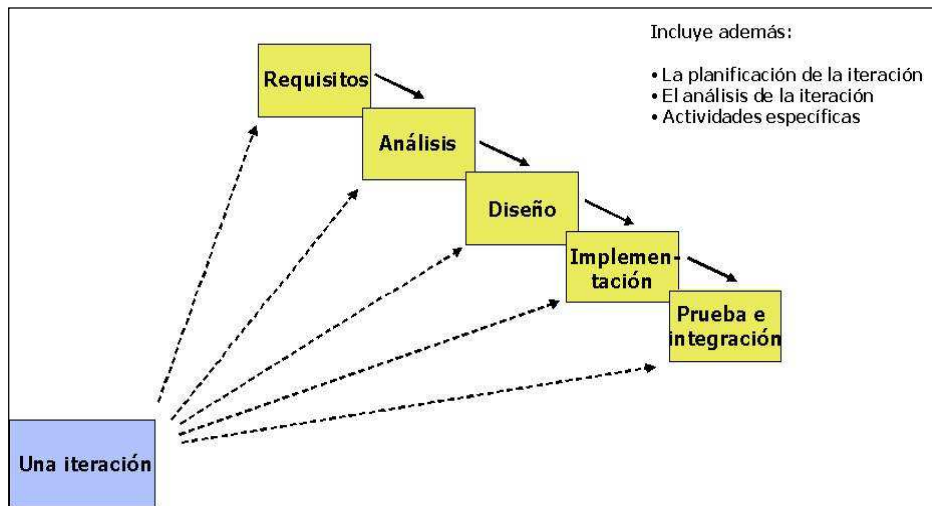 Incluye además:
• La planificación de la iteración
• El análisis de la iteración
• Actividades específicas
Requisitos
Análisis
Diseño
Implemen-
tación
Prueba e
integración
Una iteración